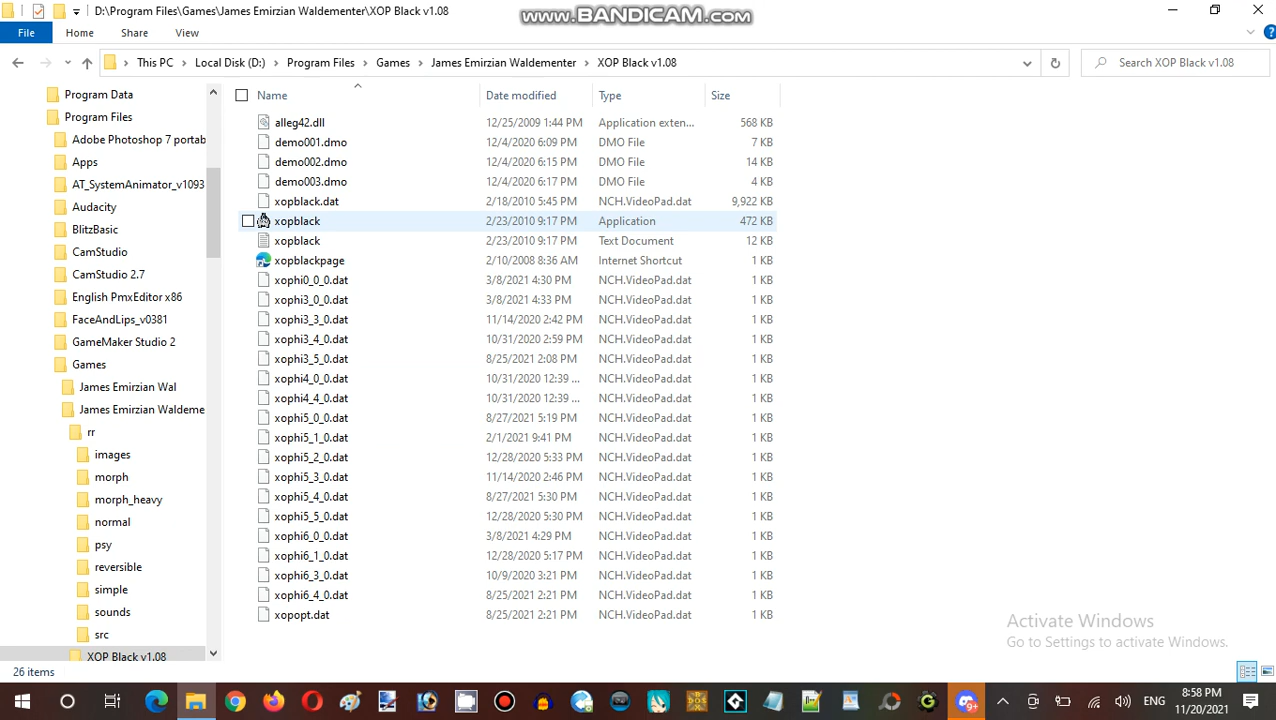 D:\Program Files\Games\James Emirzian Waldementer\XOP Black v1.08
www.BANDICAM.com
File Home Share View
This PC Local Disk (D:) Program Files Games James Emirzian Waldementer XOP Black v1.08
Search XOP Black v1.08
Program Data
Program Files
Adobe Photoshop 7 portab
Apps
AT_SystemAnimator_v1093
Audacity
BlitzBasic
CamStudio
CamStudio 2.7
English PmxEditor x86
FaceAndLips_v0381
GameMaker Studio 2
Games
James Emirzian Wal
James Emirzian Waldeme
rr
images
morph
morph_heavy
normal
psy
reversible
simple
sounds
src
XOP Black v1.08
Name Date modified Type Size
alleg42.dll 12/25/2009 1:44 PM Application exten... 568 KB
demo001.dmo 12/4/2020 6:09 PM DMO File 7 KB
demo002.dmo 12/4/2020 6:15 PM DMO File 14 KB
demo003.dmo 12/4/2020 6:17 PM DMO File 4 KB
xopblack.dat 2/18/2010 5:45 PM NCH.VideoPad.dat 9,922 KB
xopblack 2/23/2010 9:17 PM Application 472 KB
xopblack 2/23/2010 9:17 PM Text Document 12 KB
xopblackpage 2/10/2008 8:36 AM Internet Shortcut 1 KB
xophi0_0_0.dat 3/8/2021 4:30 PM NCH.VideoPad.dat 1 KB
xophi3_0_0.dat 3/8/2021 4:33 PM NCH.VideoPad.dat 1 KB
xophi3_3_0.dat 11/14/2020 2:42 PM NCH.VideoPad.dat 1 KB
xophi3_4_0.dat 10/31/2020 2:59 PM NCH.VideoPad.dat 1 KB
xophi3_5_0.dat 8/25/2021 2:08 PM NCH.VideoPad.dat 1 KB
xophi4_0_0.dat 10/31/2020 12:39 ... NCH.VideoPad.dat 1 KB
xophi4_4_0.dat 10/31/2020 12:39 ... NCH.VideoPad.dat 1 KB
xophi5_0_0.dat 8/27/2021 5:19 PM NCH.VideoPad.dat 1 KB
xophi5_1_0.dat 2/1/2021 9:41 PM NCH.VideoPad.dat 1 KB
xophi5_2_0.dat 12/28/2020 5:33 PM NCH.VideoPad.dat 1 KB
xophi5_3_0.dat 11/14/2020 2:46 PM NCH.VideoPad.dat 1 KB
xophi5_4_0.dat 8/27/2021 5:30 PM NCH.VideoPad.dat 1 KB
xophi5_5_0.dat 12/28/2020 5:30 PM NCH.VideoPad.dat 1 KB
xophi6_0_0.dat 3/8/2021 4:29 PM NCH.VideoPad.dat 1 KB
xophi6_1_0.dat 12/28/2020 5:17 PM NCH.VideoPad.dat 1 KB
xophi6_3_0.dat 10/9/2020 3:21 PM NCH.VideoPad.dat 1 KB
xophi6_4_0.dat 8/25/2021 2:21 PM NCH.VideoPad.dat 1 KB
xopopt.dat 8/25/2021 2:21 PM NCH.VideoPad.dat 1 KB
Activate Windows
Go to Settings to activate Windows.
26 items
9+
ENG
8:58 PM
11/20/2021